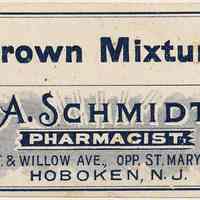 rown Mixtur
A. SCHMIDT
PHARMACIST.
T. & WILLOW AVE., OPP. ST. MARY
HOBOKEN, N. J.